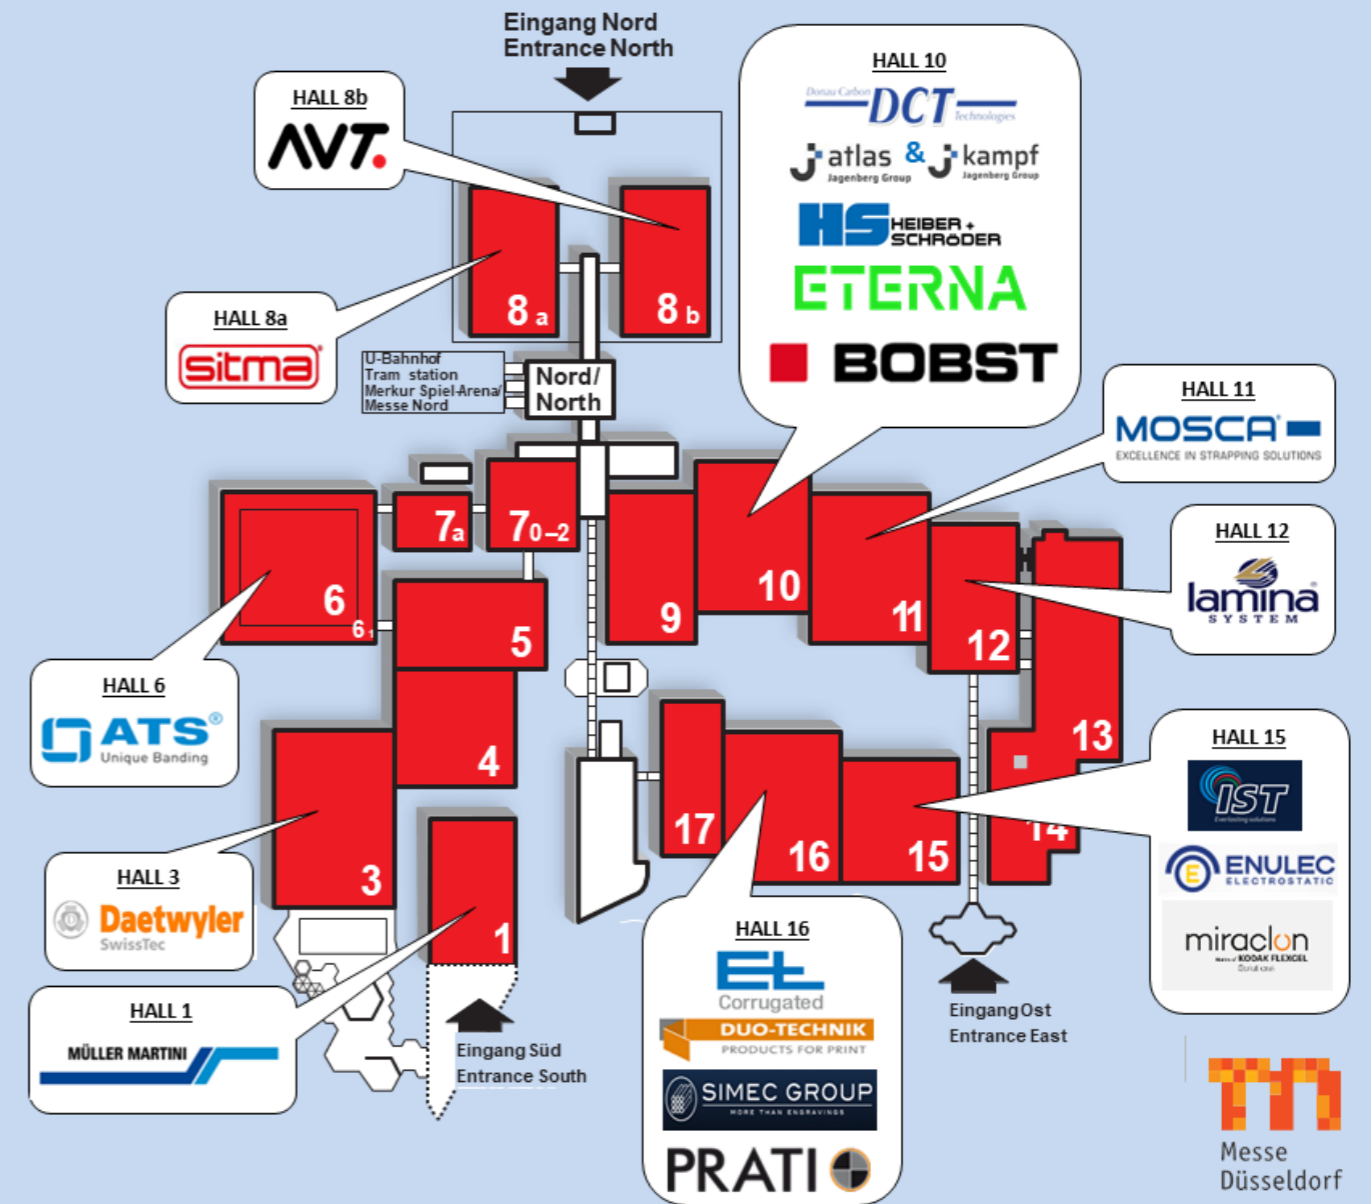 Eingang Nord
Entrance North
HALL 8b
AVT.
HALL 10
Donau Carbon
DCT
Technologies
atlas & kampf
Jagenberg Group Jagenberg Group
HS HEIBER +
SCHRÖDER
ETERNA
BOBST
HALL 8a
sitma
8 a
8 b
U-Bahnhof
Tram station
Merkur Spiel-Arena/
Messe Nord
Nord/
North
HALL 11
MOSCA®
EXCELLENCE IN STRAPPING SOLUTIONS
HALL 12
lamina®
SYSTEM
7a
70–2
6
6 1
5
9
10
11
12
HALL 6
ATS®
Unique Banding
4
3
1
17
16
15
13
14
HALL 15
IST
Everlasting solutions
E ENULEC
ELECTROSTATIC
miraclon
KODAK FLEXCEL
Solutions
HALL 3
Daetwyler
SwissTec
HALL 1
MÜLLER MARTINI
Eingang Süd
Entrance South
HALL 16
Et
Corrugated
DUO-TECHNIK
PRODUCTS FOR PRINT
SIMEC GROUP
MORE THAN ENGRAVINGS
PRATI
Eingang Ost
Entrance East
Messe
Düsseldorf